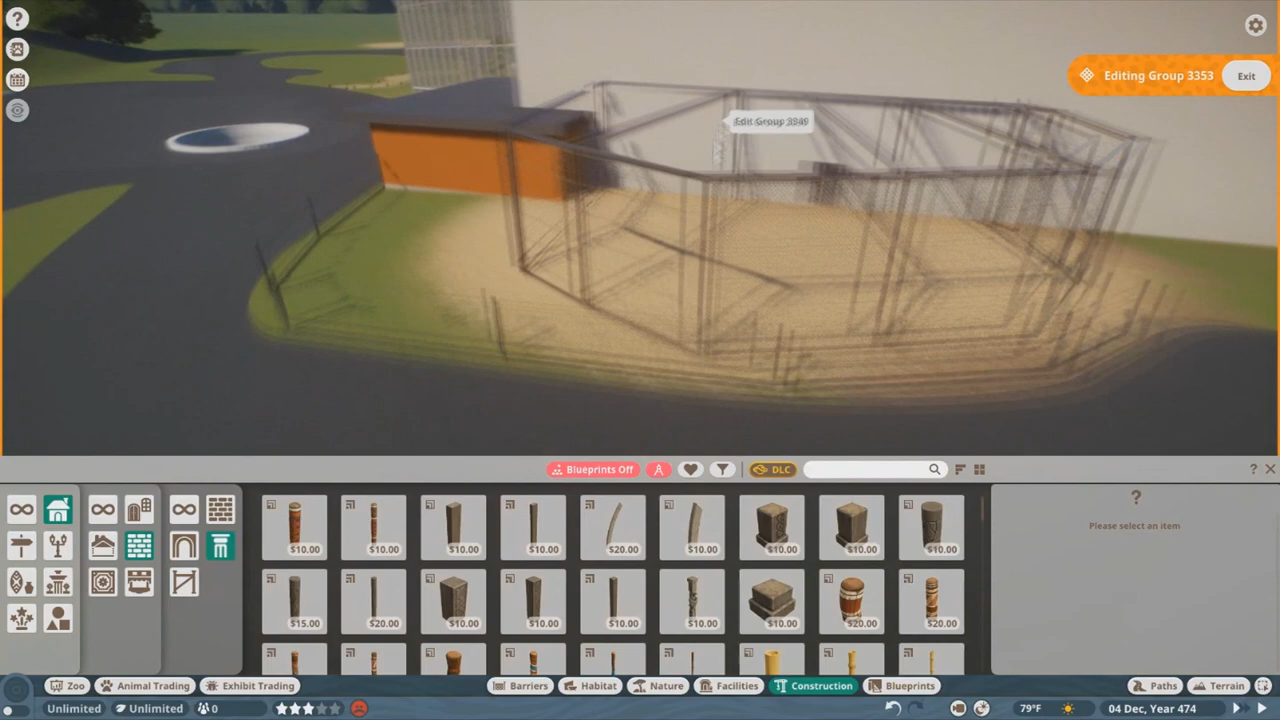 ?
Editing Group 3353
Exit
Edit Group 3349
Blueprints Off
DLC
?
$10.00
$10.00
$10.00
$10.00
$20.00
$10.00
$10.00
$10.00
$10.00
?
Please select an item
$15.00
$20.00
$10.00
$10.00
$10.00
$10.00
$10.00
$20.00
$20.00
Zoo
Animal Trading
Exhibit Trading
Barriers
Habitat
Nature
Facilities
Construction
Blueprints
Paths
Terrain
Unlimited
Unlimited
0
79°F
04 Dec, Year 474